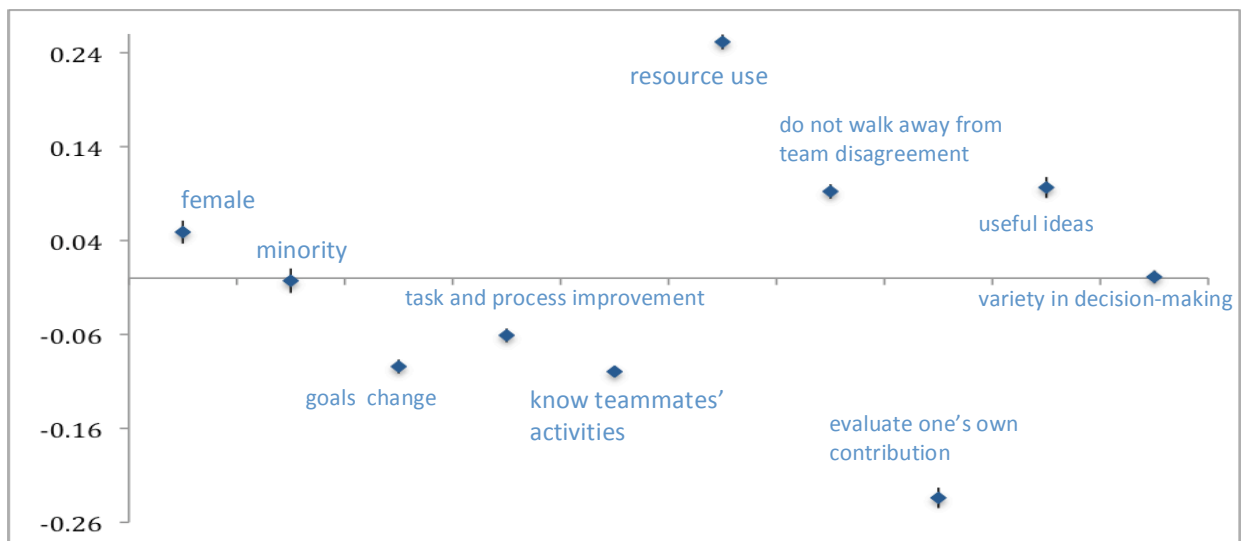 0.24
resource use
do not walk away from
team disagreement
0.14
female
useful ideas
0.04
minority
task and process improvement
variety in decision-making
-0.06
goals change
know teammates’
activities
-0.16
evaluate one’s own
contribution
-0.26